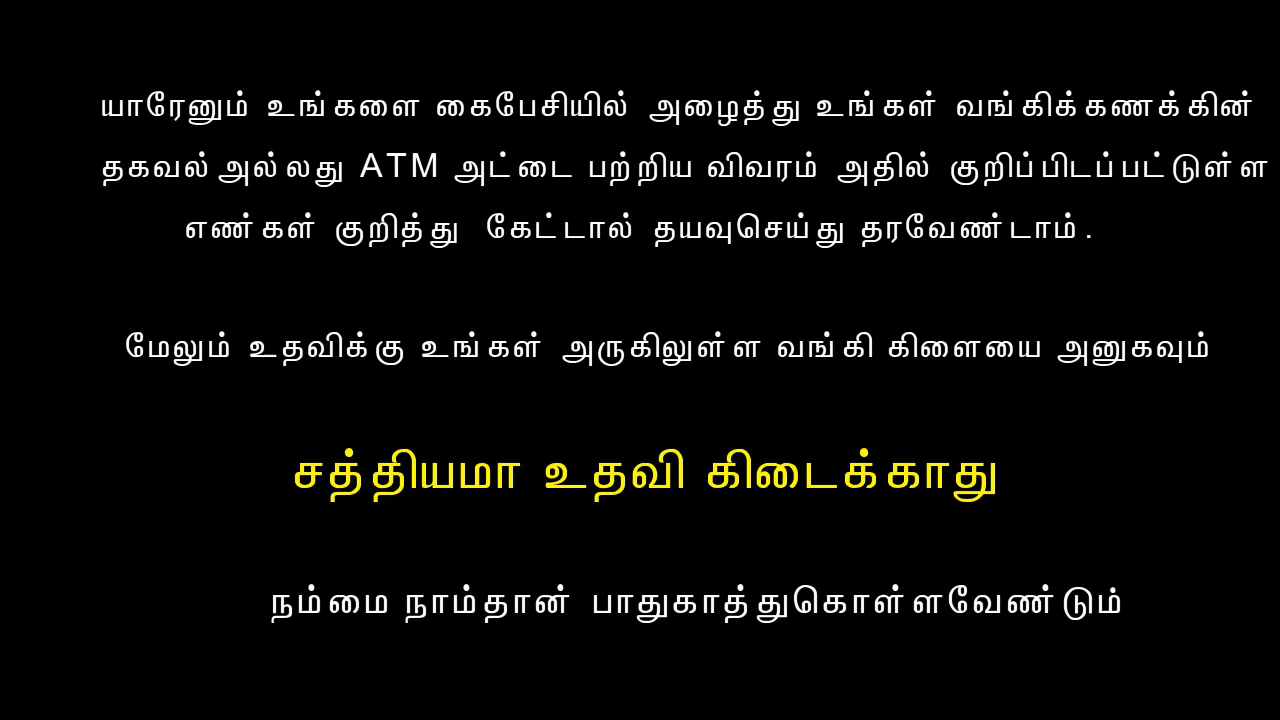 யாரேனும் உங்களை கைபேசியில் அழைத்து உங்கள் வங்கிக்கணக்கின்
தகவல் அல்லது ATM அட்டை பற்றிய விவரம் அதில் குறிப்பிடப்பட்டுள்ள
எண்கள் குறித்து கேட்டால் தயவுசெய்து தரவேண்டாம்.
மேலும் உதவிக்கு உங்கள் அருகிலுள்ள வங்கி கிளையை அனுகவும்
சத்தியமா உதவி கிடைக்காது
நம்மை நாம்தான் பாதுகாத்துகொள்ளவேண்டும்